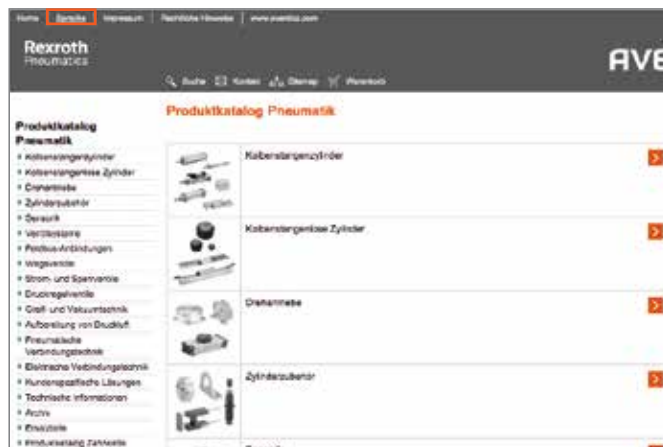 Home Sprache Impressum Rechtliche Hinweise www.aventics.com
Rexroth
Pneumatics
AVE
Suche Kontakt Sitemap Warenkorb
Produktkatalog Pneumatik
Produktkatalog
Pneumatik
Kolbenstangenzylinder
Kolbenstangenlose Zylinder
Drehantriebe
Zylinderzubehör
Sensorik
Ventilsysteme
Feldbus-Anbindungen
Wegeventile
Strom- und Sperrventile
Druckregelventile
Greif- und Vakuumtechnik
Aufbereitung von Druckluft
Pneumatische
Verbindungstechnik
Elektrische Verbindungstechnik
Kundenspezifische Lösungen
Technische Informationen
Archiv
Ersatzteile
Kolbenstangenzylinder
Kolbenstangenlose Zylinder
Drehantriebe
Zylinderzubehör